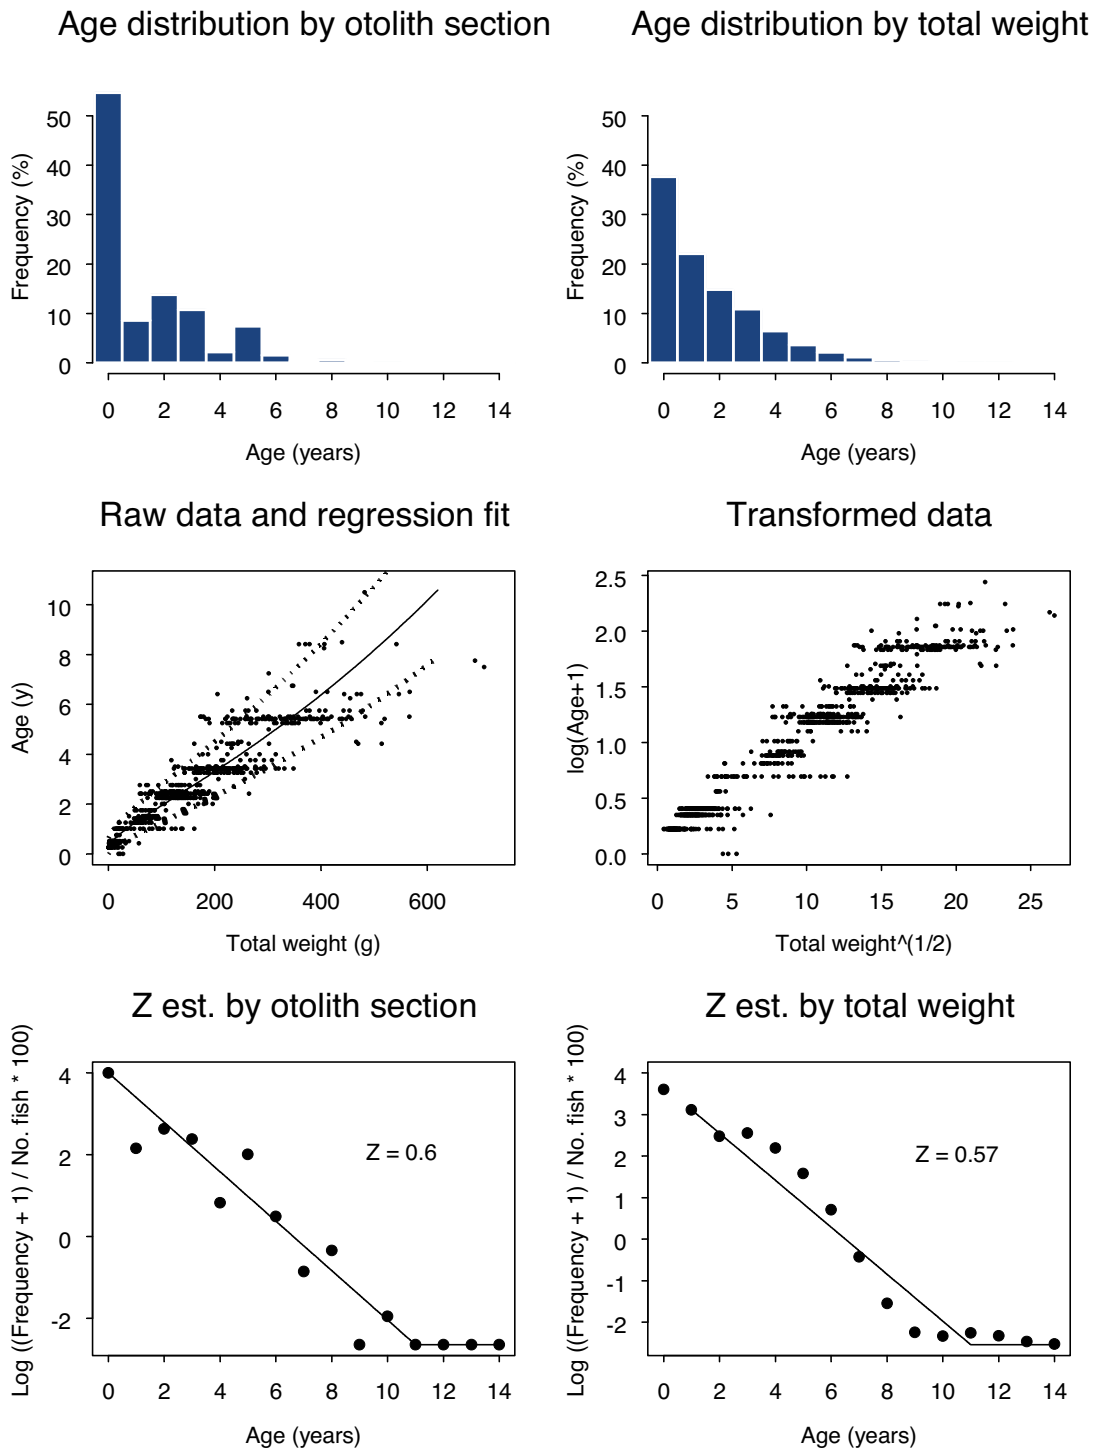 Age distribution by otolith section
Age distribution by total weight
Frequency (%)
50
40
30
20
10
0
0 2 4 6 8 10 12 14
Age (years)
Frequency (%)
50
40
30
20
10
0
0 2 4 6 8 10 12 14
Age (years)
Raw data and regression fit
Transformed data
Age (y)
10
8
6
4
2
0
0 200 400 600
Total weight (g)
log(Age+1)
2.5
2.0
1.5
1.0
0.5
0.0
0 5 10 15 20 25
Total weight^(1/2)
Z est. by otolith section
Z est. by total weight
Log ((Frequency + 1) / No. fish * 100)
4
2
0
-2
Z = 0.6
0 2 4 6 8 10 12 14
Age (years)
Log ((Frequency + 1) / No. fish * 100)
4
3
2
1
0
-1
-2
Z = 0.57
0 2 4 6 8 10 12 14
Age (years)